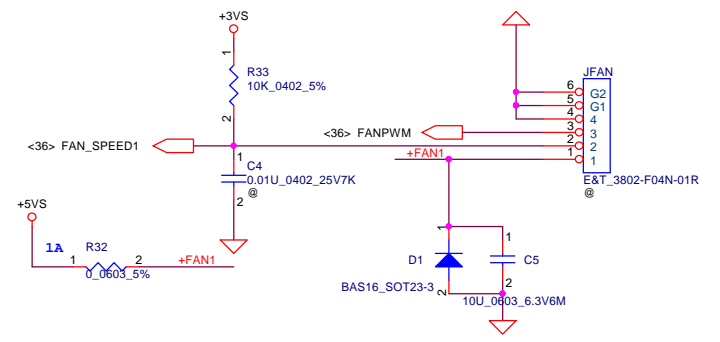 +3VS
1
R33
10K_0402_5%
2
<36> FAN_SPEED1
1
C4
0.01U_0402_25V7K
@
2
+5VS
1A
R32
1
2
+FAN1
0_0603_5%
JFAN
6
G2
5
G1
4
4
<36> FANPWM
3
3
2
2
+FAN1
1
1
E&T_3802-F04N-01R
@
1
D1
BAS16_SOT23-3
2
1
C5
2
10U_0603_6.3V6M